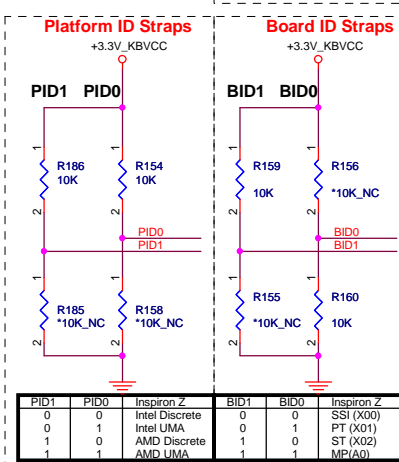 Platform ID Straps
Board ID Straps
+3.3V_KBVCC
+3.3V_KBVCC
PID1 PID0
BID1 BID0
1 1
1 1
R186
10K
R154
10K
R159
10K
R156
*10K_NC
2 2
2 2
PID0
PID1
BID0
BID1
1 1
1 1
R185
*10K_NC
R158
*10K_NC
R155
*10K_NC
R160
10K
2 2
2 2
PID1 PID0 Inspiron Z BID1 BID0 Inspiron Z
0 0 Intel Discrete 0 0 SSI (X00)
0 1 Intel UMA 0 1 PT (X01)
1 0 AMD Discrete 1 0 ST (X02)
1 1 AMD UMA 1 1 MP(A0)